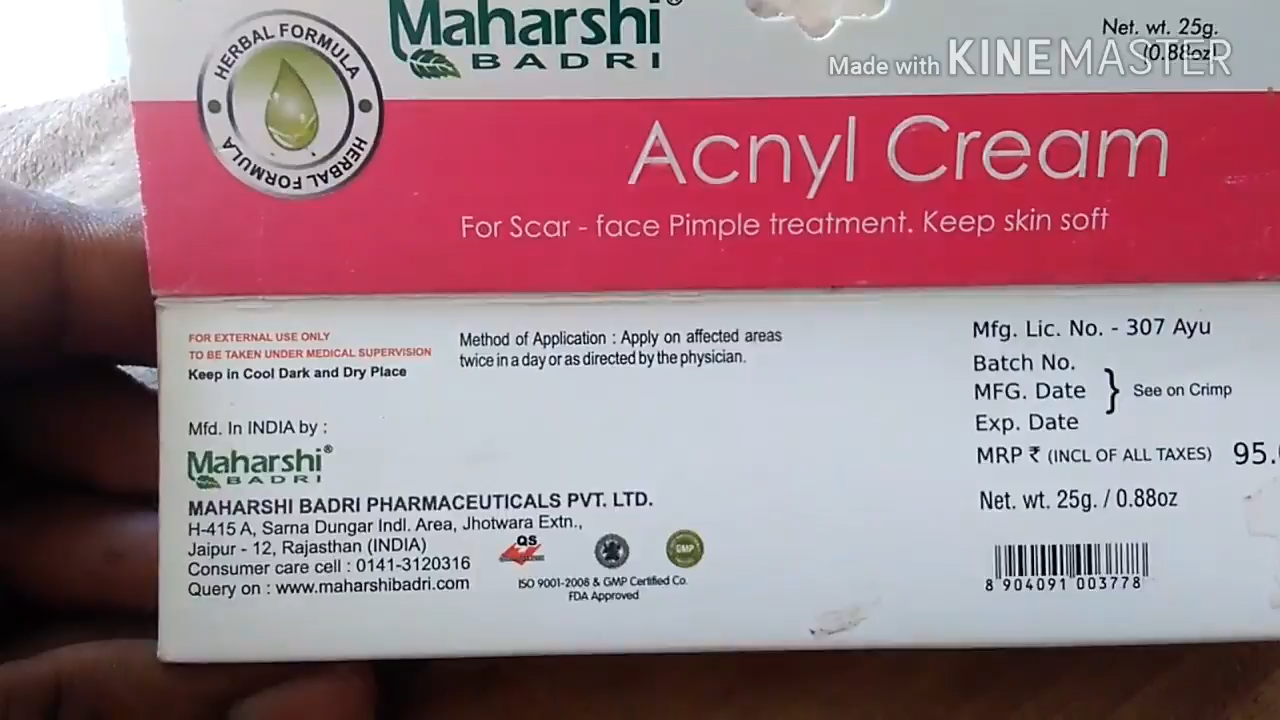 HERBAL FORMULA
HERBAL FORMULA
Maharshi®
BADRI
Net. wt. 25g.
(0.88oz)
Made with KINEMASTER
Acnyl Cream
For Scar - face Pimple treatment. Keep skin soft
FOR EXTERNAL USE ONLY
TO BE TAKEN UNDER MEDICAL SUPERVISION
Keep in Cool Dark and Dry Place
Method of Application : Apply on affected areas
twice in a day or as directed by the physician.
Mfd. In INDIA by :
Maharshi®
BADRI
MAHARSHI BADRI PHARMACEUTICALS PVT. LTD.
H-415 A, Sarna Dungar Indl. Area, Jhotwara Extn.,
Jaipur - 12, Rajasthan (INDIA)
Consumer care cell : 0141-3120316
Query on : www.maharshibadri.com
QS
GMP
ISO 9001-2008 & GMP Certified Co.
FDA Approved
Mfg. Lic. No. - 307 Ayu
Batch No.
MFG. Date } See on Crimp
Exp. Date
MRP ₹ (INCL OF ALL TAXES) 95.
Net. wt. 25g. / 0.88oz
8 904091 003778